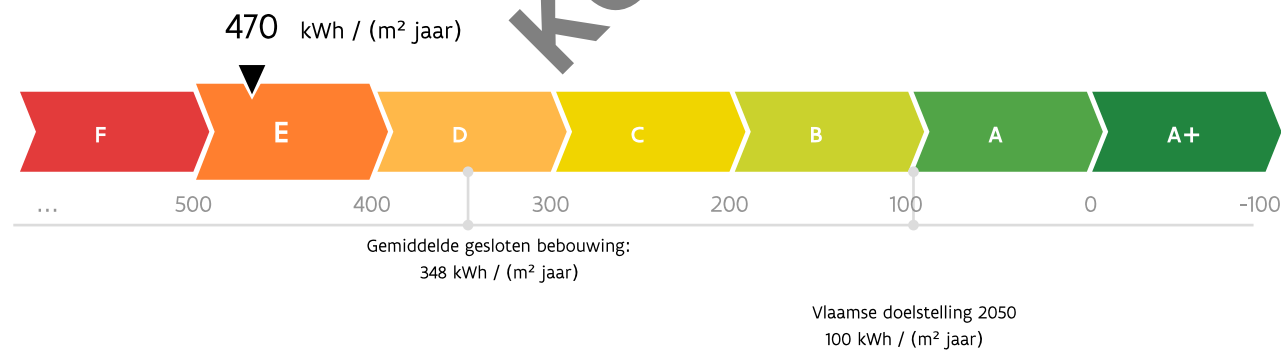 470 kWh / (m² jaar)
F E D C B A A+
... 500 400 300 200 100 0 -100
Gemiddelde gesloten bebouwing:
348 kWh / (m² jaar)
Vlaamse doelstelling 2050
100 kWh / (m² jaar)